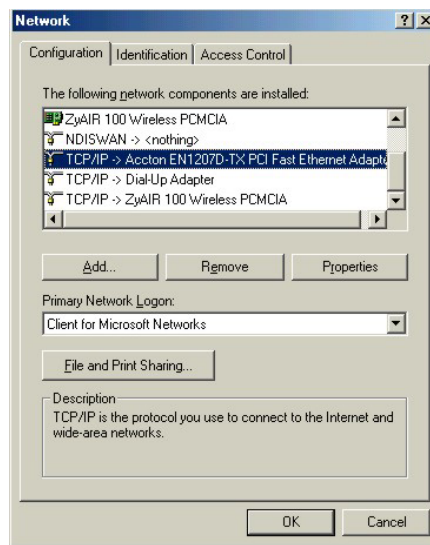 Network
Configuration Identification Access Control
The following network components are installed:
ZyAIR 100 Wireless PCMCIA
NDISWAN -> <nothing>
TCP/IP -> Accton EN1207D-TX PCI Fast Ethernet Adapte
TCP/IP -> Dial-Up Adapter
TCP/IP -> ZyAIR 100 Wireless PCMCIA
Add... Remove Properties
Primary Network Logon:
Client for Microsoft Networks
File and Print Sharing...
Description
TCP/IP is the protocol you use to connect to the Internet and
wide-area networks.
OK Cancel